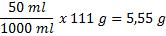 50 ml
1000 ml x 111 g = 5,55 g